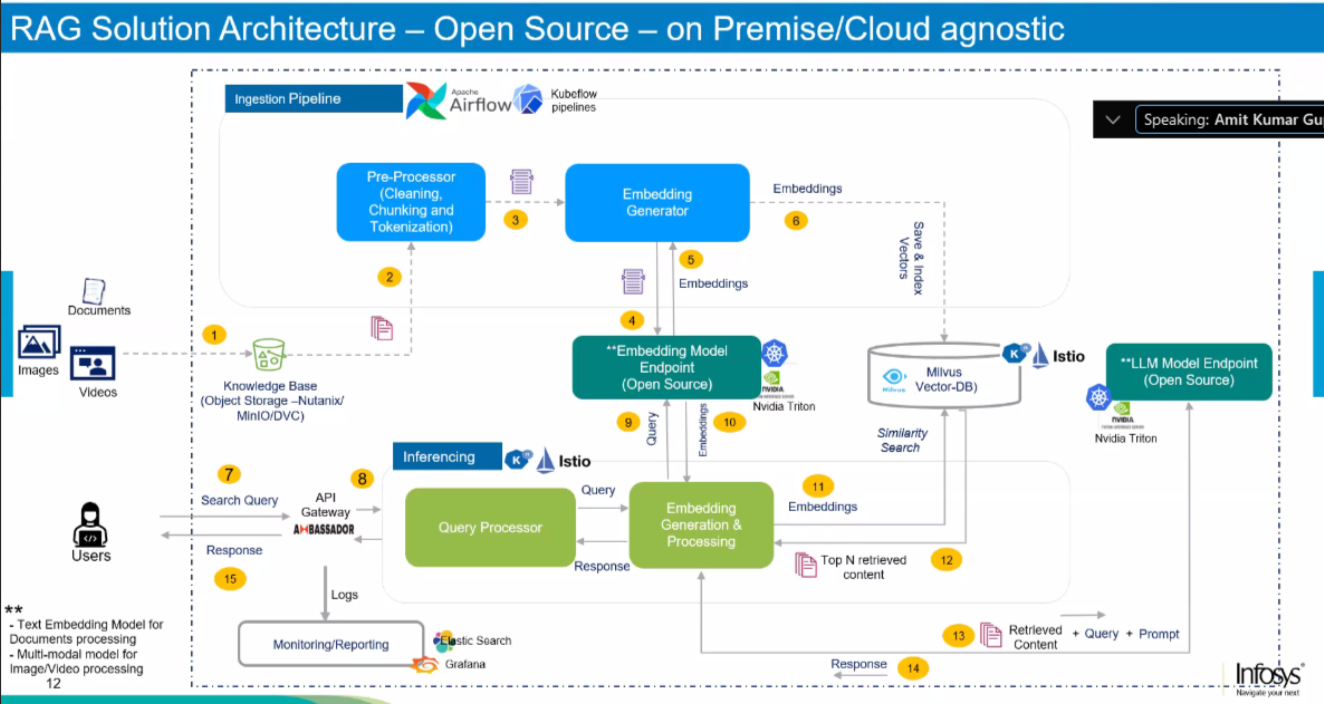 RAG Solution Architecture – Open Source – on Premise/Cloud agnostic
Ingestion Pipeline
Apache
Airflow
Kubeflow
pipelines
Speaking: Amit Kumar Gu
Pre-Processor
(Cleaning,
Chunking and
Tokenization)
3
Embedding
Generator
Embeddings
6
Save & Index
Vectors
2
5
Embeddings
4
Documents
Images
Videos
1
Knowledge Base
(Object Storage –Nutanix/
MinIO/DVC)
**Embedding Model
Endpoint
(Open Source)
NVIDIA
Nvidia Triton
Milvus
Milvus
Vector-DB)
K
Istio
**LLM Model Endpoint
(Open Source)
NVIDIA
Nvidia Triton
9
Query
Embeddings
10
Similarity
Search
Inferencing
K
Istio
7
Search Query
8
API
Gateway
AMBASSADOR
Users
Response
15
Query Processor
Query
Response
Embedding
Generation &
Processing
11
Embeddings
Top N retrieved
content
12
Logs
Monitoring/Reporting
Elastic Search
Grafana
13
Retrieved
Content
+ Query + Prompt
Response
14
**
- Text Embedding Model for
Documents processing
- Multi-modal model for
Image/Video processing
12
Infosys
Navigate your next